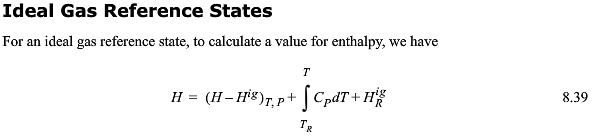 Ideal Gas Reference States
For an ideal gas reference state, to calculate a value for enthalpy, we have
H = (H – H^{ig})_{T, P} + ∫_{T_R}^{T} C_P dT + H_R^{ig} 8.39